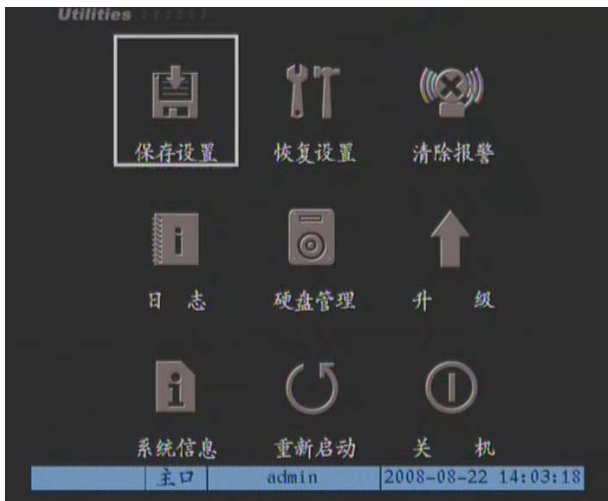 Utilities
保存设置 恢复设置 清除报警
日 志 硬盘管理 升 级
系统信息 重新启动 关 机
主口 admin 2008-08-22 14:03:18